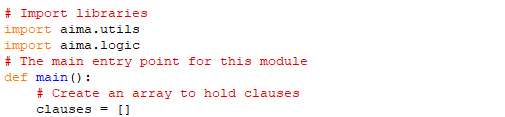 # Import libraries
import aima.utils
import aima.logic
# The main entry point for this module
def main():
    # Create an array to hold clauses
    clauses = []